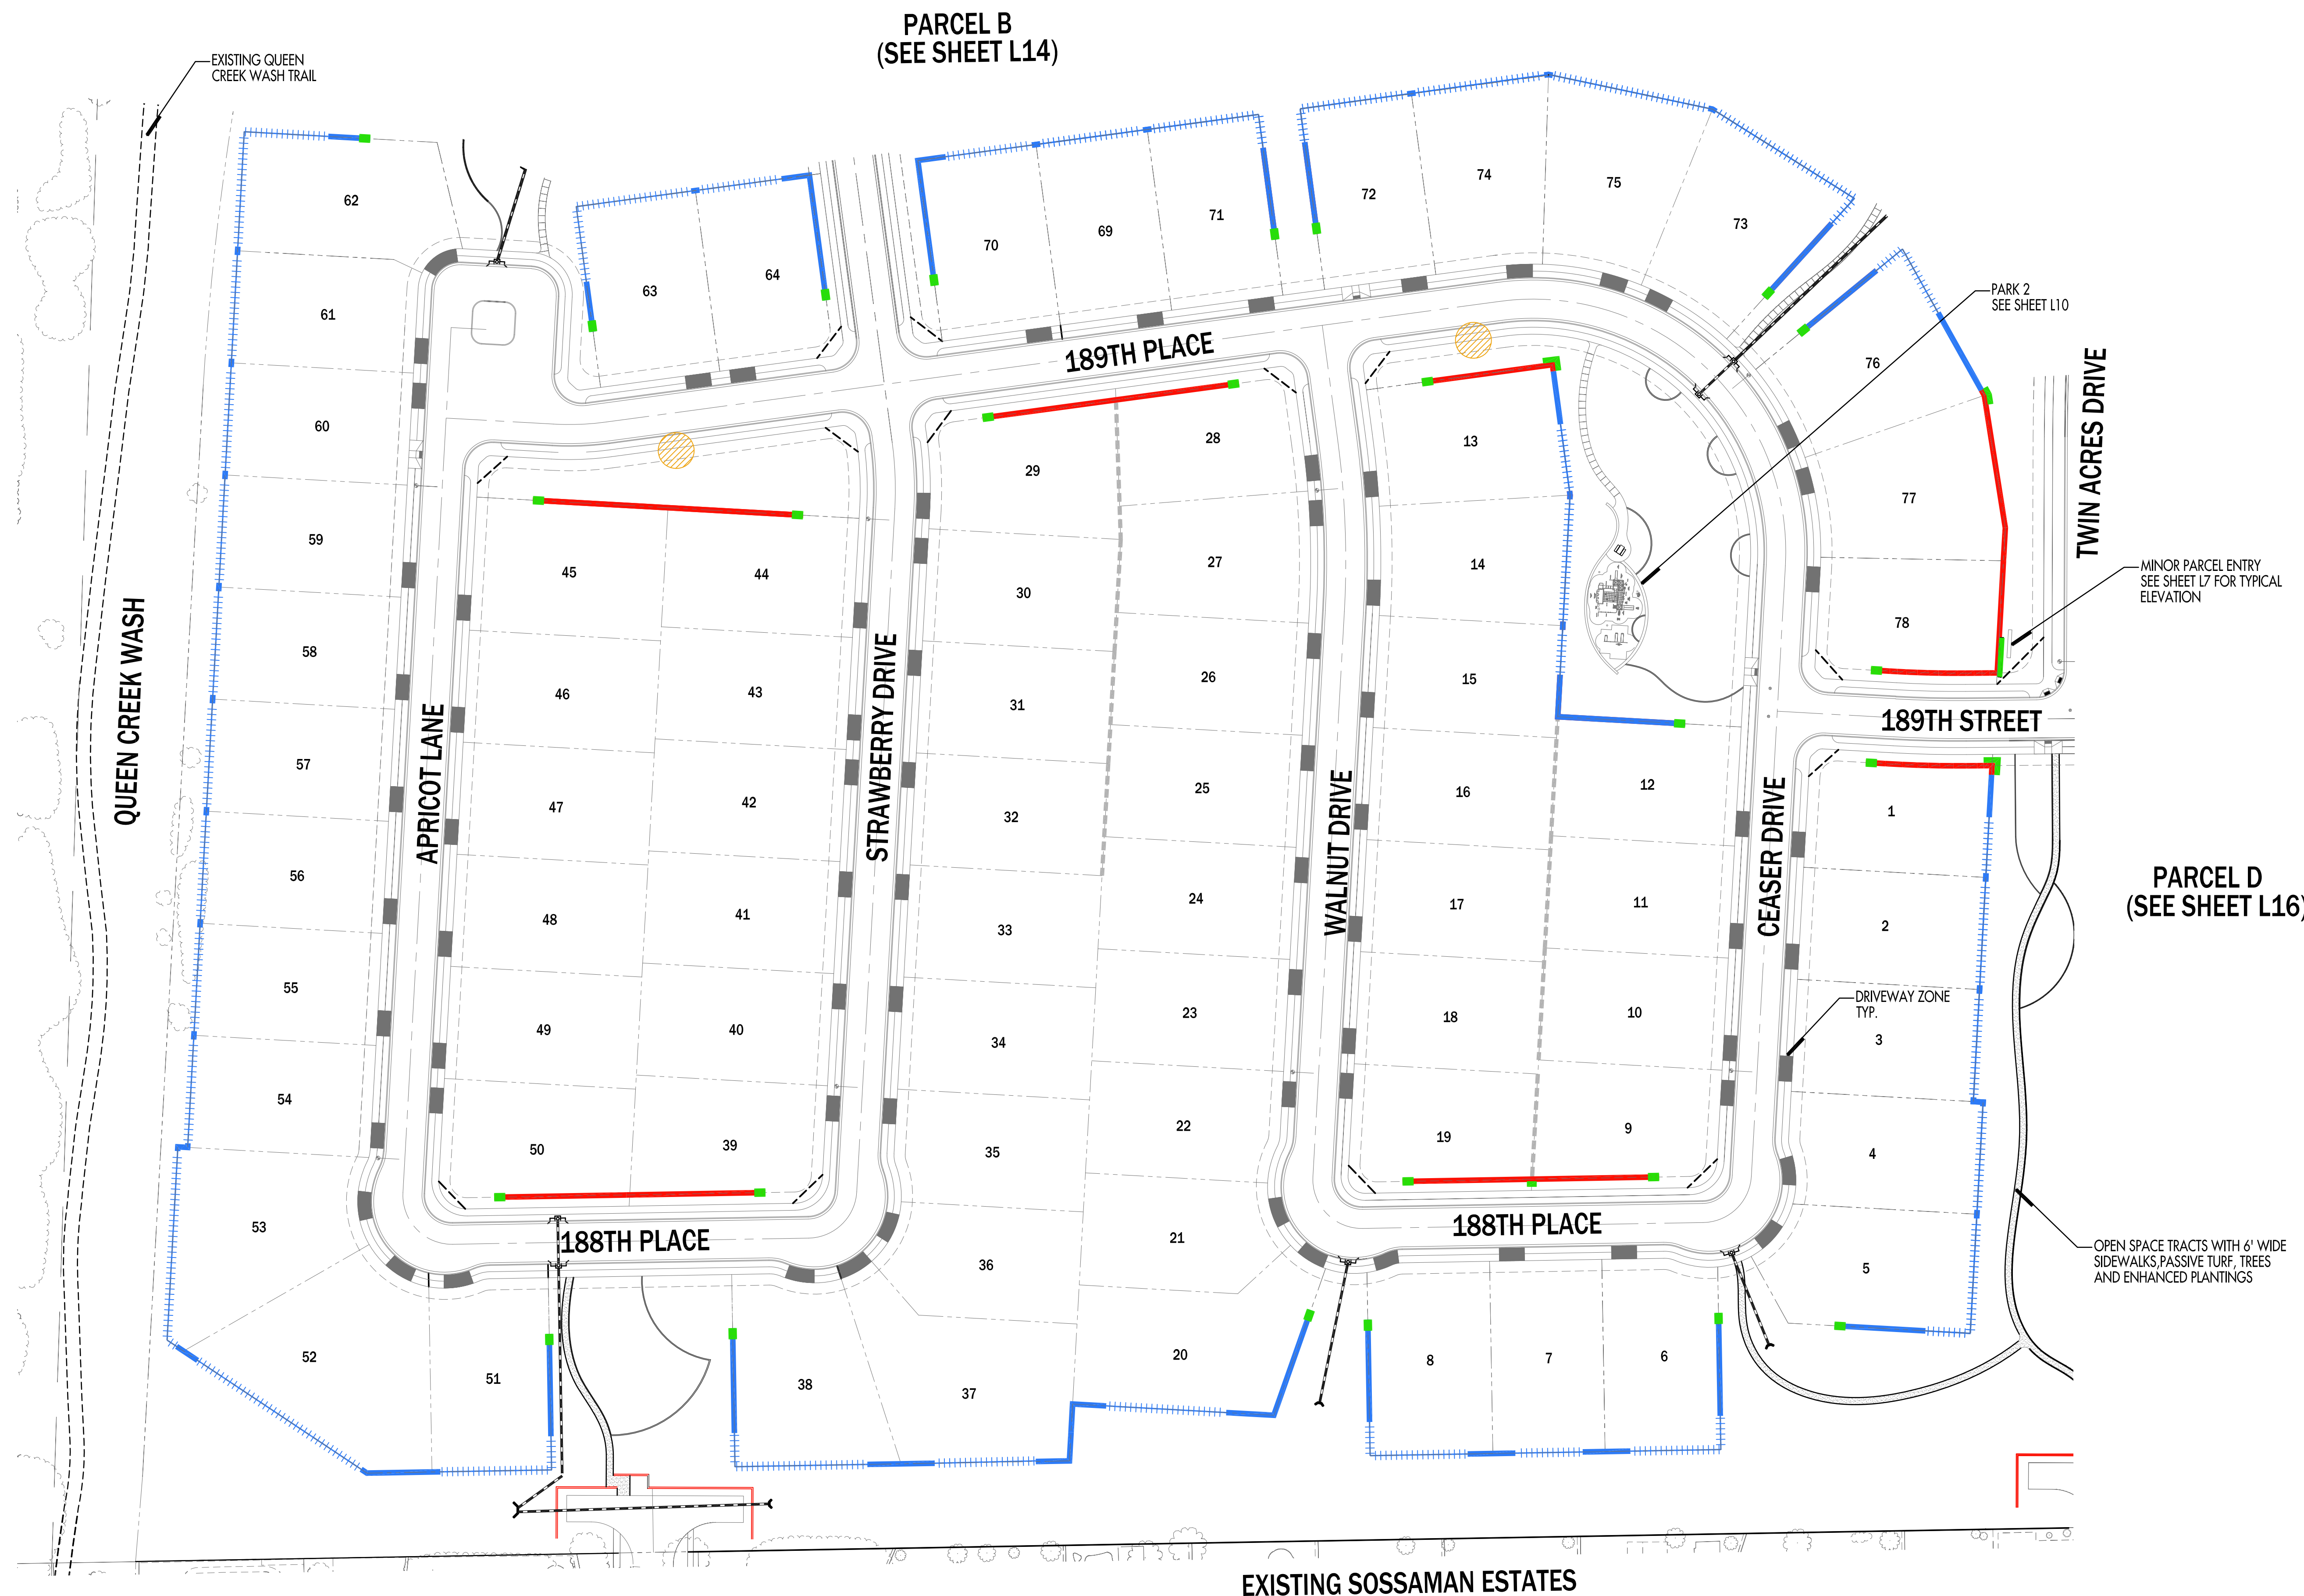 PARCEL B
(SEE SHEET L14)
EXISTING QUEEN
CREEK WASH TRAIL
62
63
64
70
69
71
72
74
75
73
76
PARK 2
SEE SHEET L10
61
60
59
58
57
56
55
54
53
52
51
189TH PLACE
TWIN ACRES DRIVE
77
78
MINOR PARCEL ENTRY
SEE SHEET L7 FOR TYPICAL
ELEVATION
189TH STREET
QUEEN CREEK WASH
APRICOT LANE
45
44
46
43
47
42
48
41
49
40
50
39
STRAWBERRY DRIVE
29
28
30
27
31
26
32
25
33
24
34
23
35
22
36
21
37
20
38
WALNUT DRIVE
13
14
15
16
12
17
11
18
10
19
9
CEASER DRIVE
1
2
3
4
5
PARCEL D
(SEE SHEET L16)
DRIVEWAY ZONE
TYP.
188TH PLACE
188TH PLACE
8
7
6
OPEN SPACE TRACTS WITH 6' WIDE
SIDEWALKS,PASSIVE TURF, TREES
AND ENHANCED PLANTINGS
EXISTING SOSSAMAN ESTATES